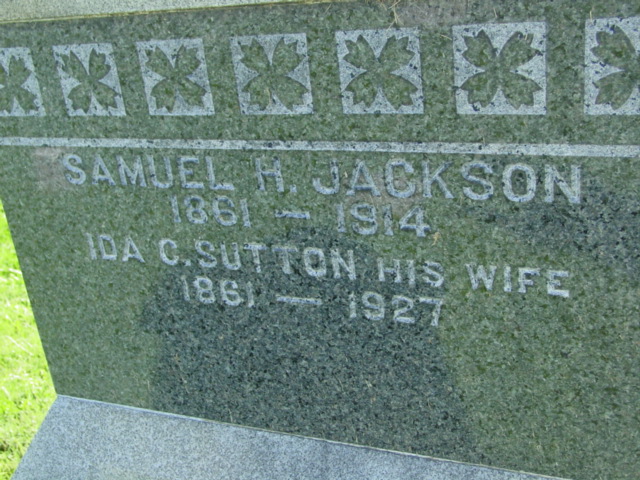 SAMUEL H. JACKSON
1861 — 1914
IDA C. SUTTON HIS WIFE
1861 — 1927